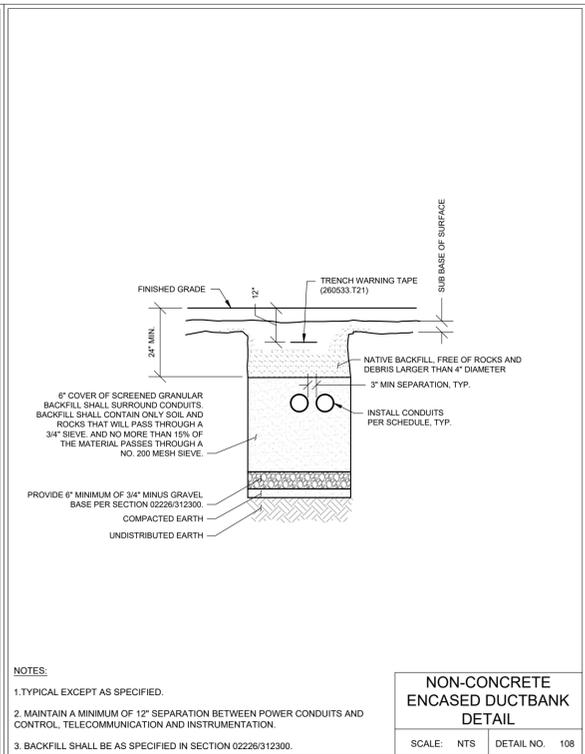 SUB BASE OF SURFACE
TRENCH WARNING TAPE
(260533.T21)
FINISHED GRADE
12"
24" MIN.
NATIVE BACKFILL, FREE OF ROCKS AND
DEBRIS LARGER THAN 4" DIAMETER
3" MIN SEPARATION, TYP.
6" COVER OF SCREENED GRANULAR
BACKFILL SHALL SURROUND CONDUITS.
BACKFILL SHALL CONTAIN ONLY SOIL AND
ROCKS THAT WILL PASS THROUGH A
3/4" SIEVE. AND NO MORE THAN 15% OF
THE MATERIAL PASSES THROUGH A
NO. 200 MESH SIEVE.
INSTALL CONDUITS
PER SCHEDULE, TYP.
PROVIDE 6" MINIMUM OF 3/4" MINUS GRAVEL
BASE PER SECTION 02226/312300.
COMPACTED EARTH
UNDISTRIBUTED EARTH
NOTES:
1.TYPICAL EXCEPT AS SPECIFIED.
2. MAINTAIN A MINIMUM OF 12" SEPARATION BETWEEN POWER CONDUITS AND
CONTROL, TELECOMMUNICATION AND INSTRUMENTATION.
3. BACKFILL SHALL BE AS SPECIFIED IN SECTION 02226/312300.
NON-CONCRETE
ENCASED DUCTBANK
DETAIL
SCALE: NTS
DETAIL NO. 108